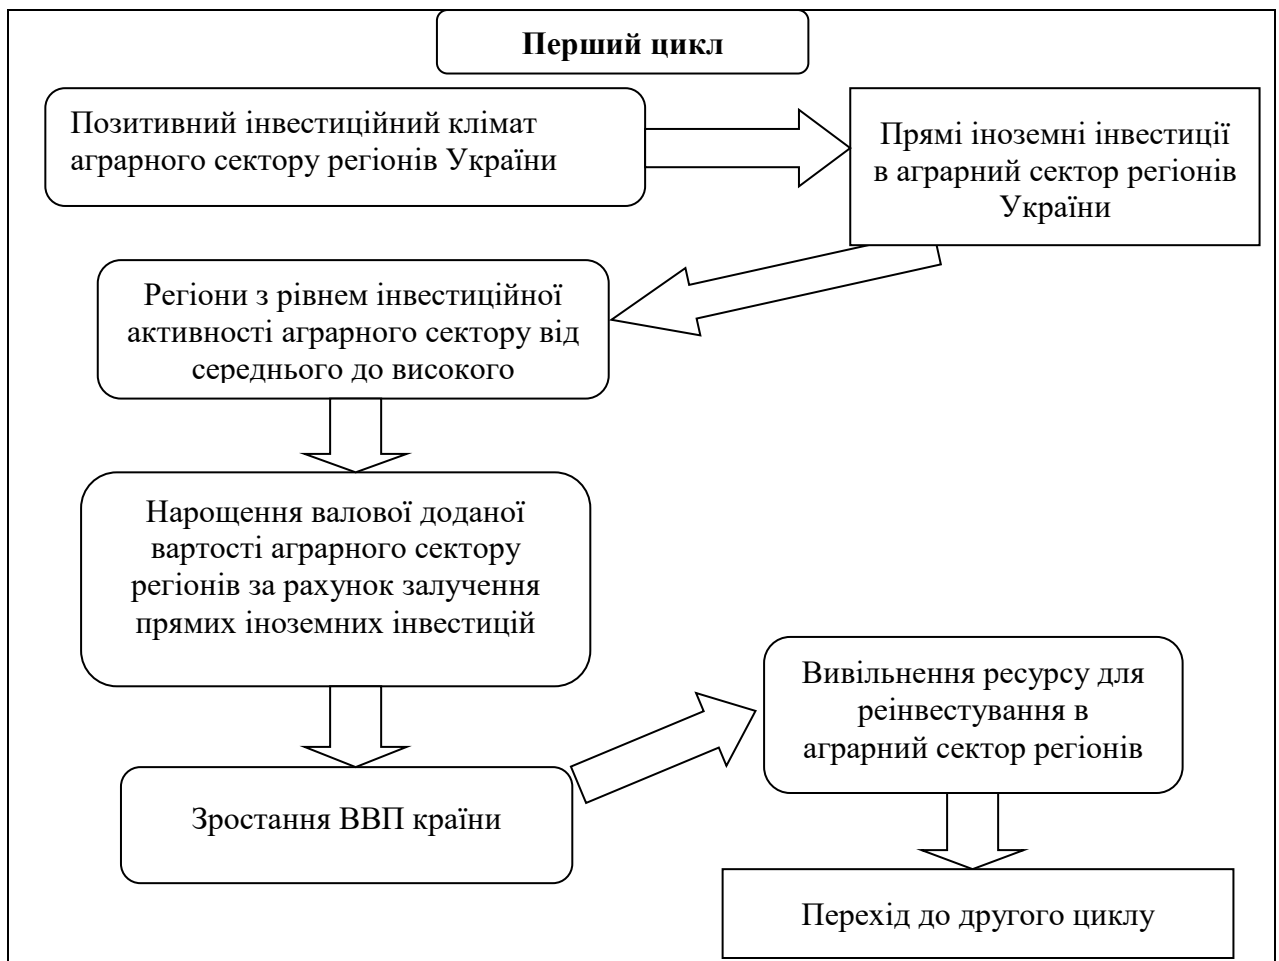 Перший цикл
Позитивний інвестиційний клімат
аграрного сектору регіонів України
Прямі іноземні інвестиції
в аграрний сектор регіонів
України
Регіони з рівнем інвестиційної
активності аграрного сектору від
середнього до високого
Нарощення валової доданої
вартості аграрного сектору
регіонів за рахунок залучення
прямих іноземних інвестицій
Зростання ВВП країни
Вивільнення ресурсу для
реінвестування в
аграрний сектор регіонів
Перехід до другого циклу